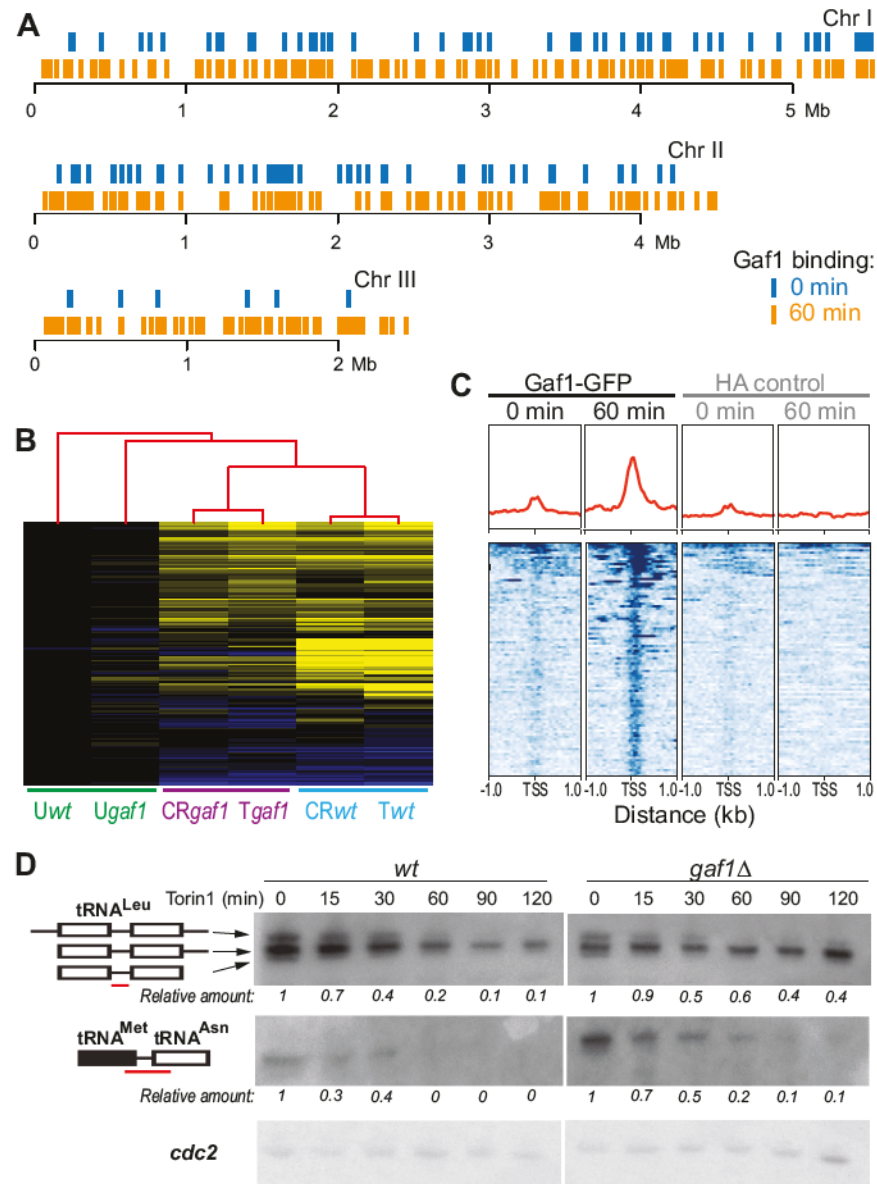 A
Chr I
0 1 2 3 4 5 Mb
Chr II
0 1 2 3 4 Mb
Chr III
0 1 2 Mb
Gaf1 binding:
0 min
60 min
B
Uwt Ugaf1 CRgaf1 Tgaf1 CRwt Twt
C
Gaf1-GFP HA control
0 min 60 min 0 min 60 min
-1.0 TSS 1.0 -1.0 TSS 1.0 -1.0 TSS 1.0 -1.0 TSS 1.0
Distance (kb)
D
wt gaf1Δ
tRNALeu Torin1 (min) 0 15 30 60 90 120 0 15 30 60 90 120
Relative amount: 1 0.7 0.4 0.2 0.1 0.1 1 0.9 0.5 0.6 0.4 0.4
tRNAMet tRNAAsn
Relative amount: 1 0.3 0.4 0 0 0 1 0.7 0.5 0.2 0.1 0.1
cdc2